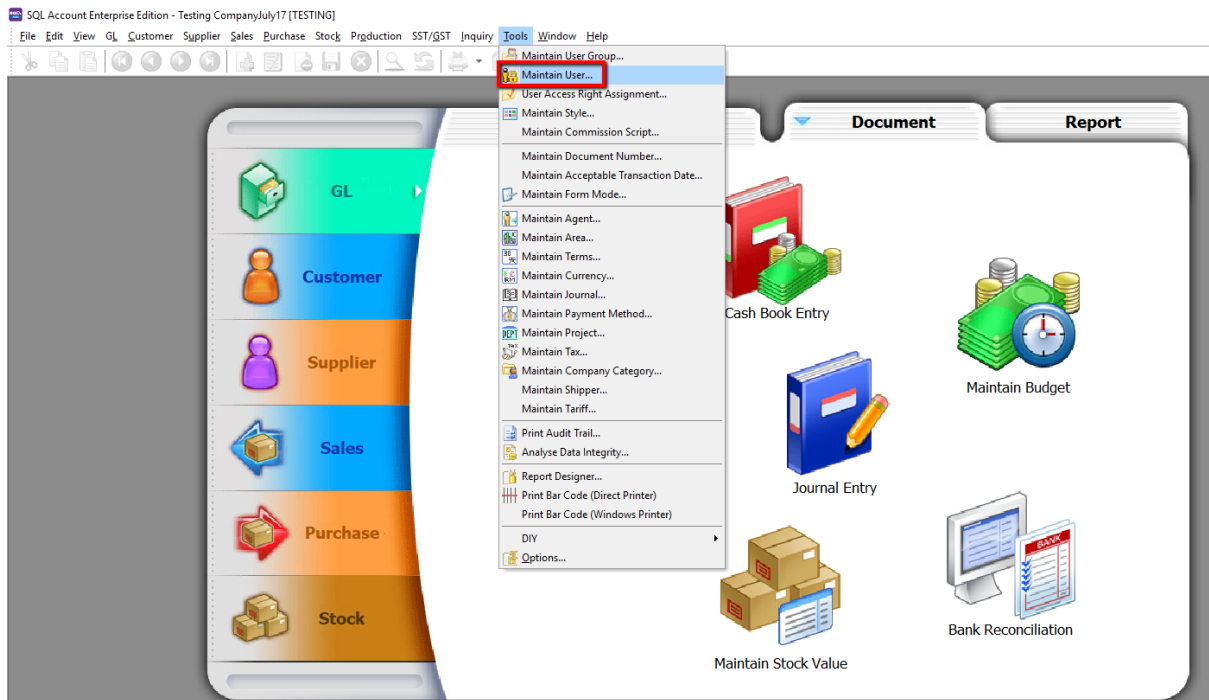 SQL Account Enterprise Edition - Testing CompanyJuly17 [TESTING]
File Edit View GL Customer Supplier Sales Purchase Stock Production SST/GST Inquiry Tools Window Help
Maintain User Group...
Maintain User...
User Access Right Assignment...
Maintain Style...
Maintain Commission Script...
Maintain Document Number...
Maintain Acceptable Transaction Date...
Maintain Form Mode...
Maintain Agent...
Maintain Area...
Maintain Terms...
Maintain Currency...
Maintain Journal...
Maintain Payment Method...
Maintain Project...
Maintain Tax...
Maintain Company Category...
Maintain Shipper...
Maintain Tariff...
Print Audit Trail...
Analyse Data Integrity...
Report Designer...
Print Bar Code (Direct Printer)
Print Bar Code (Windows Printer)
DIY
Options...
Document
Report
GL
Customer
Supplier
Sales
Purchase
Stock
Cash Book Entry
Maintain Budget
Journal Entry
BANK
Bank Reconciliation
Maintain Stock Value